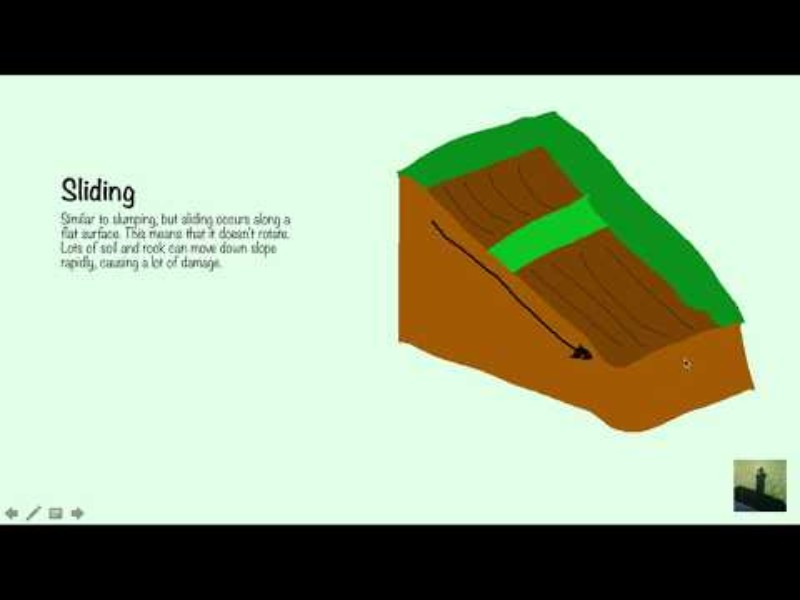 Sliding
Similar to slumping, but sliding occurs along a
flat surface. This means that it doesn't rotate.
Lots of soil and rock can move down slope
rapidly, causing a lot of damage.